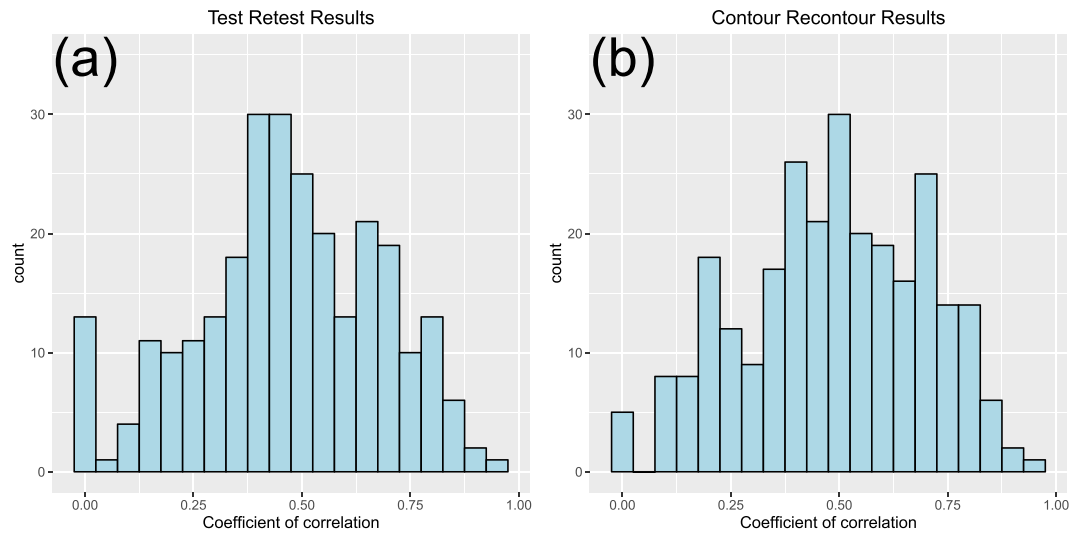 Test Retest Results
(a)
30
20
10
0
count
0.00 0.25 0.50 0.75 1.00
Coefficient of correlation
Contour Recontour Results
(b)
30
20
10
0
count
0.00 0.25 0.50 0.75 1.00
Coefficient of correlation